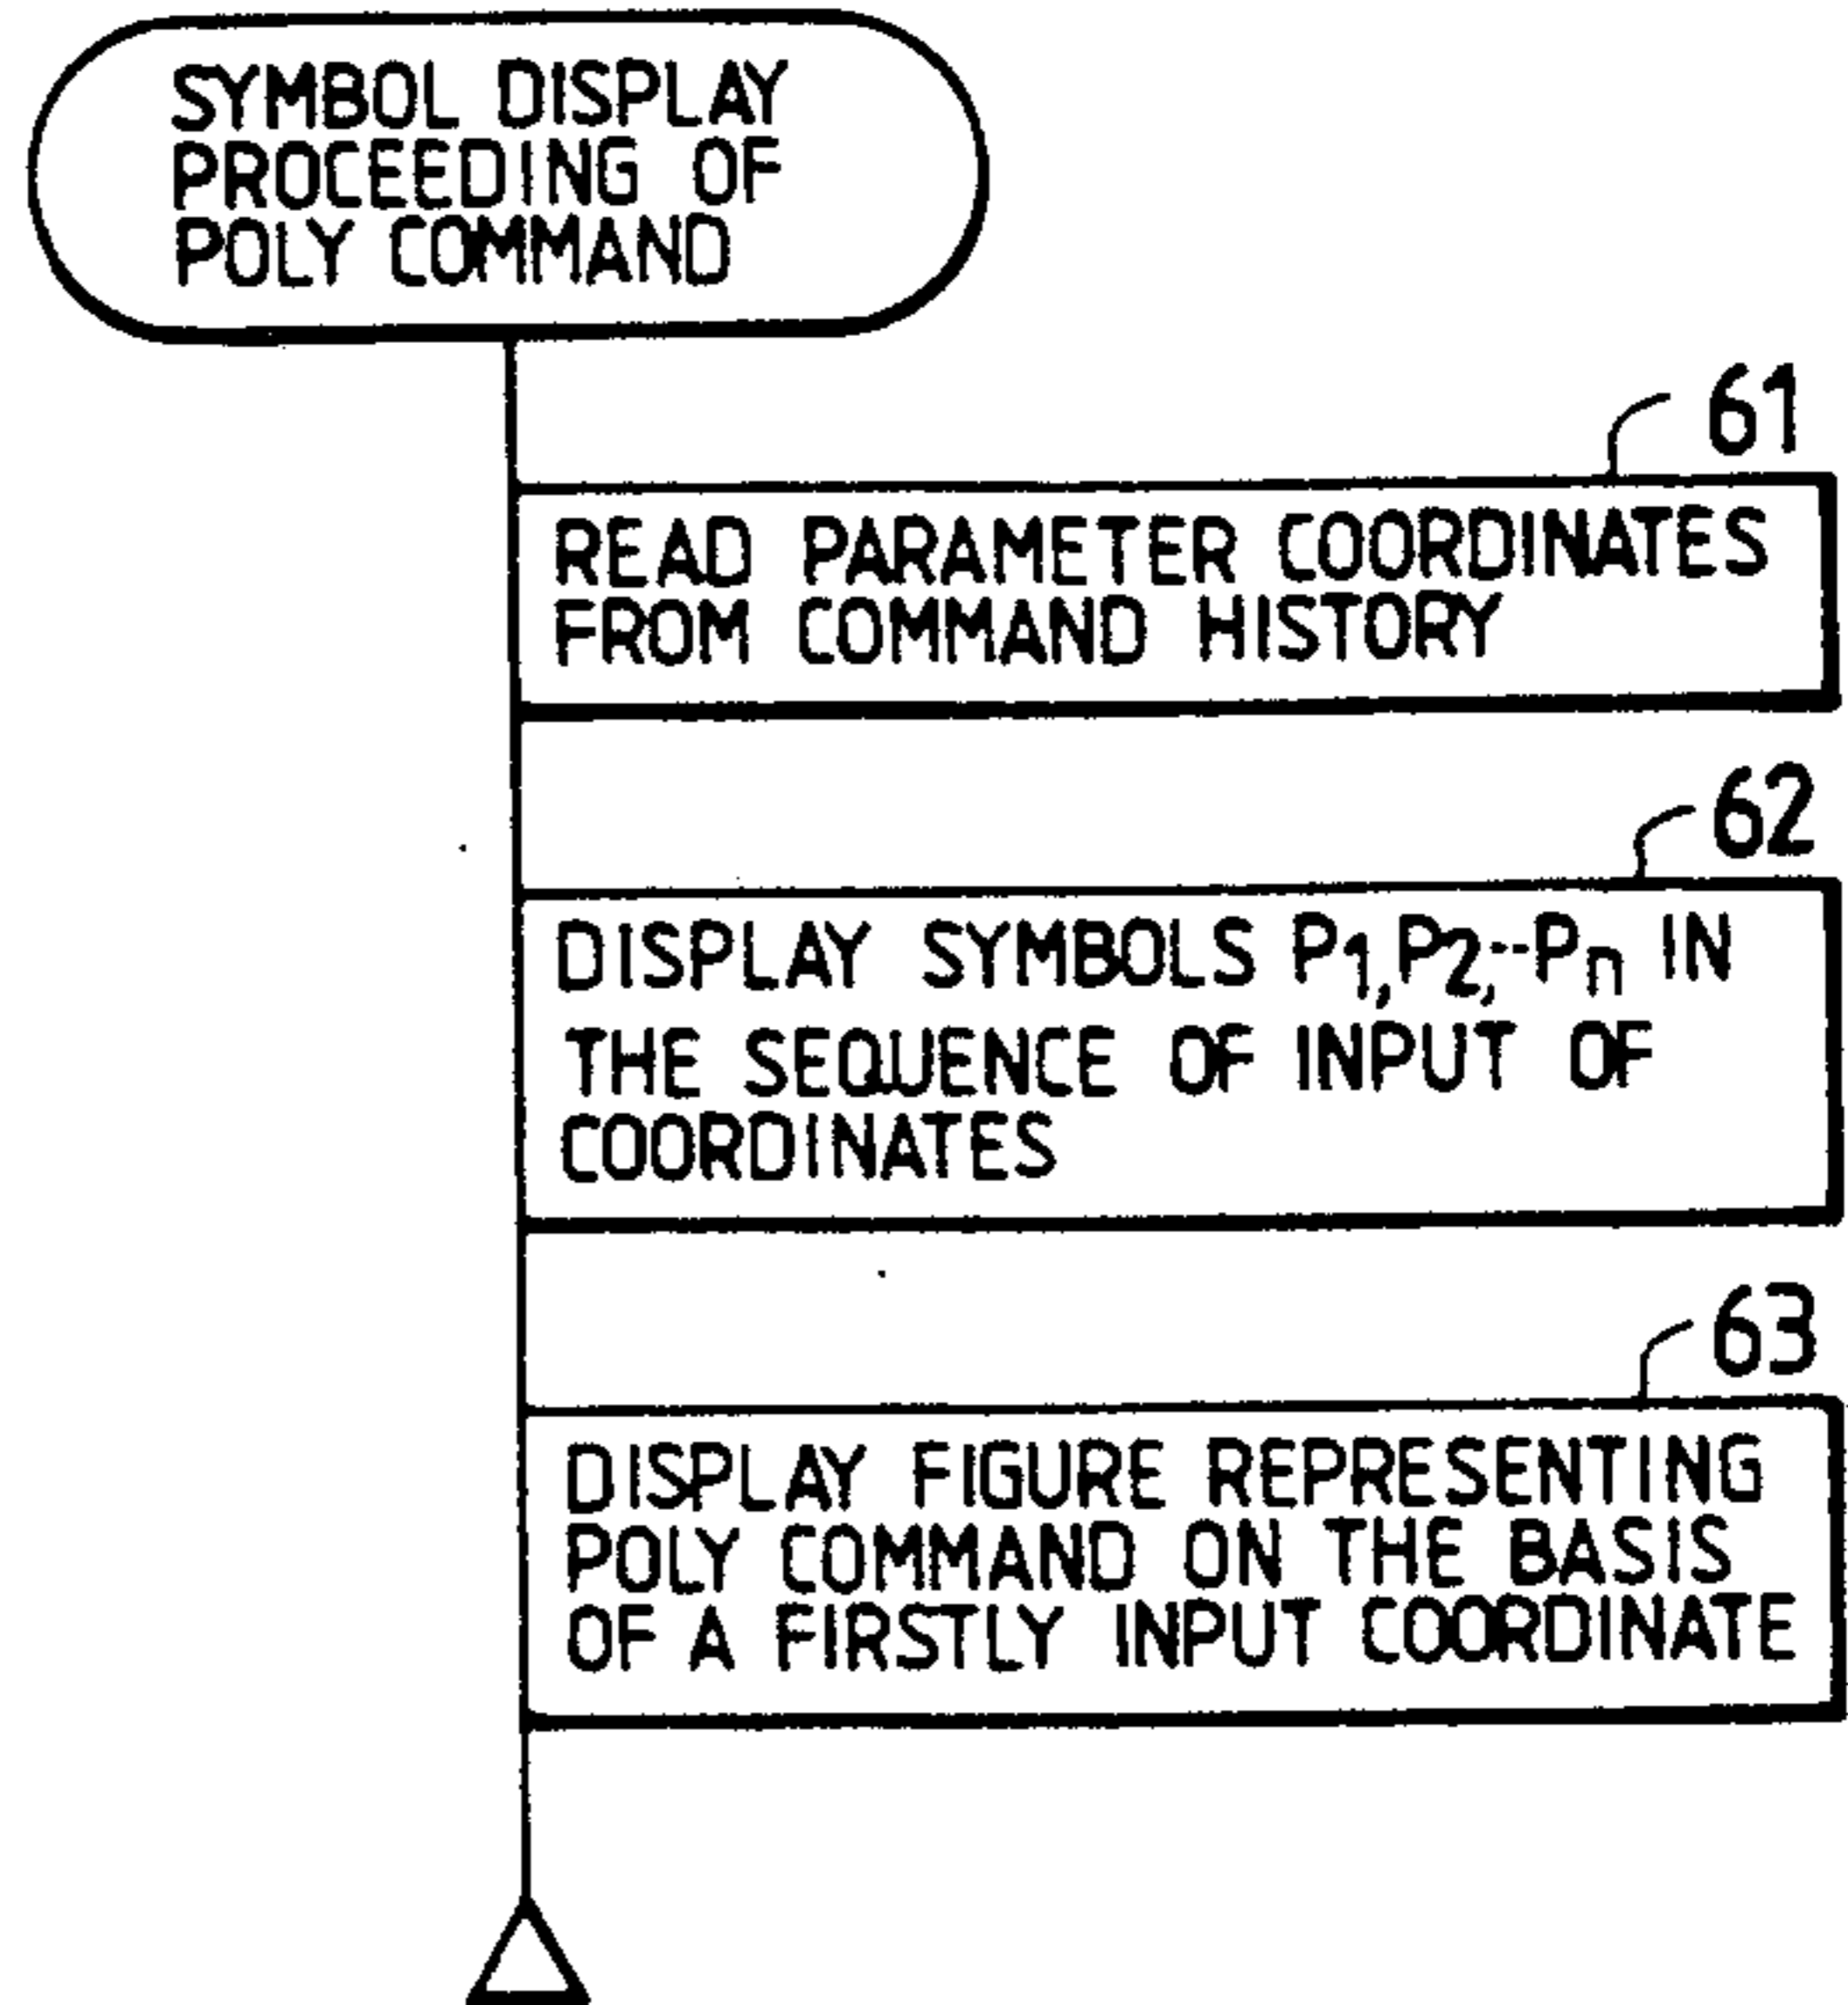 SYMBOL DISPLAY
PROCEEDING OF
POLY COMMAND
61
READ PARAMETER COORDINATES
FROM COMMAND HISTORY
62
DISPLAY SYMBOLS P1,P2,--Pn IN
THE SEQUENCE OF INPUT OF
COORDINATES
63
DISPLAY FIGURE REPRESENTING
POLY COMMAND ON THE BASIS
OF A FIRSTLY INPUT COORDINATE